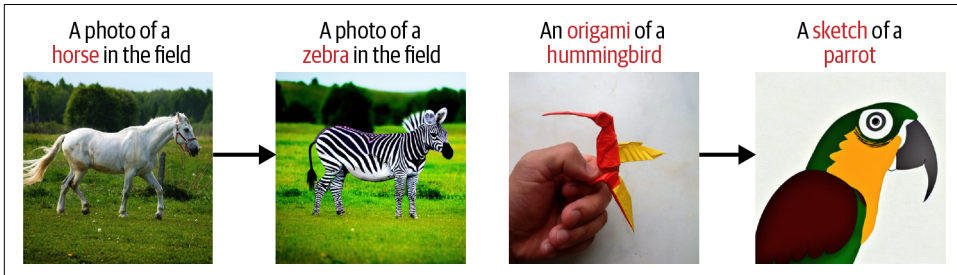 A photo of a
horse in the field
A photo of a
zebra in the field
An origami of a
hummingbird
A sketch of a
parrot